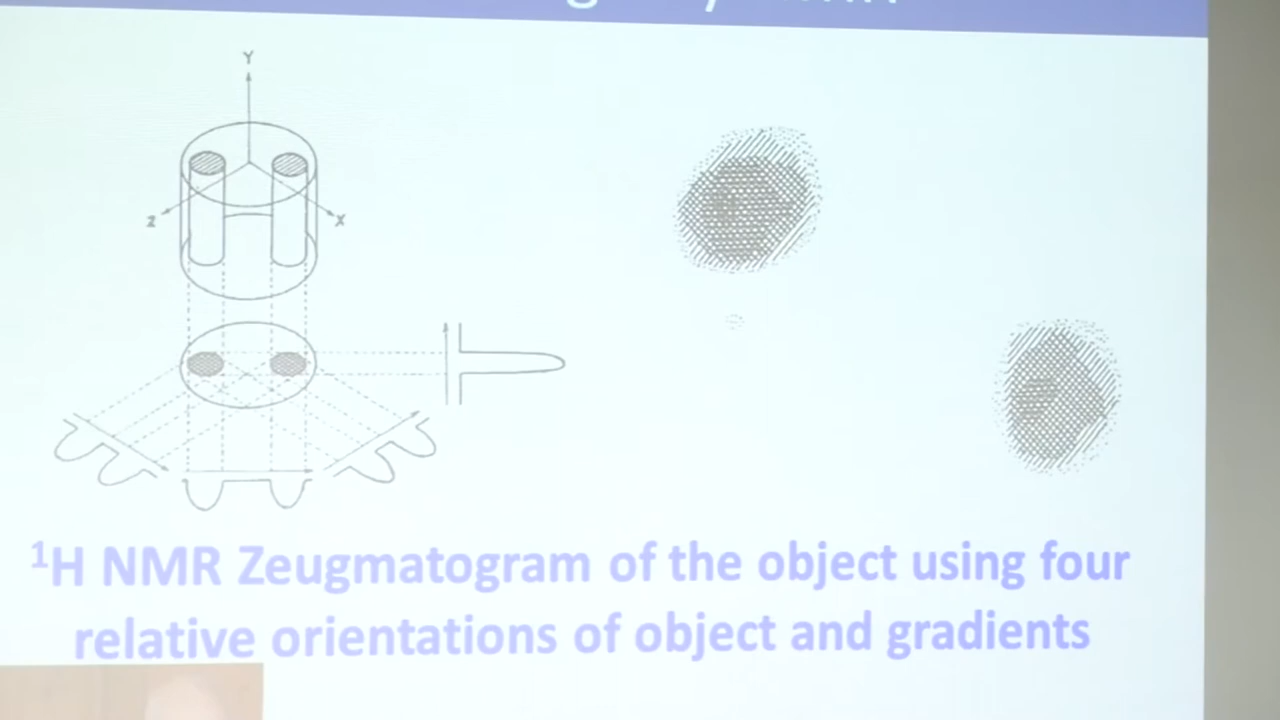 Y
Z
X
¹H NMR Zeugmatogram of the object using four
relative orientations of object and gradients